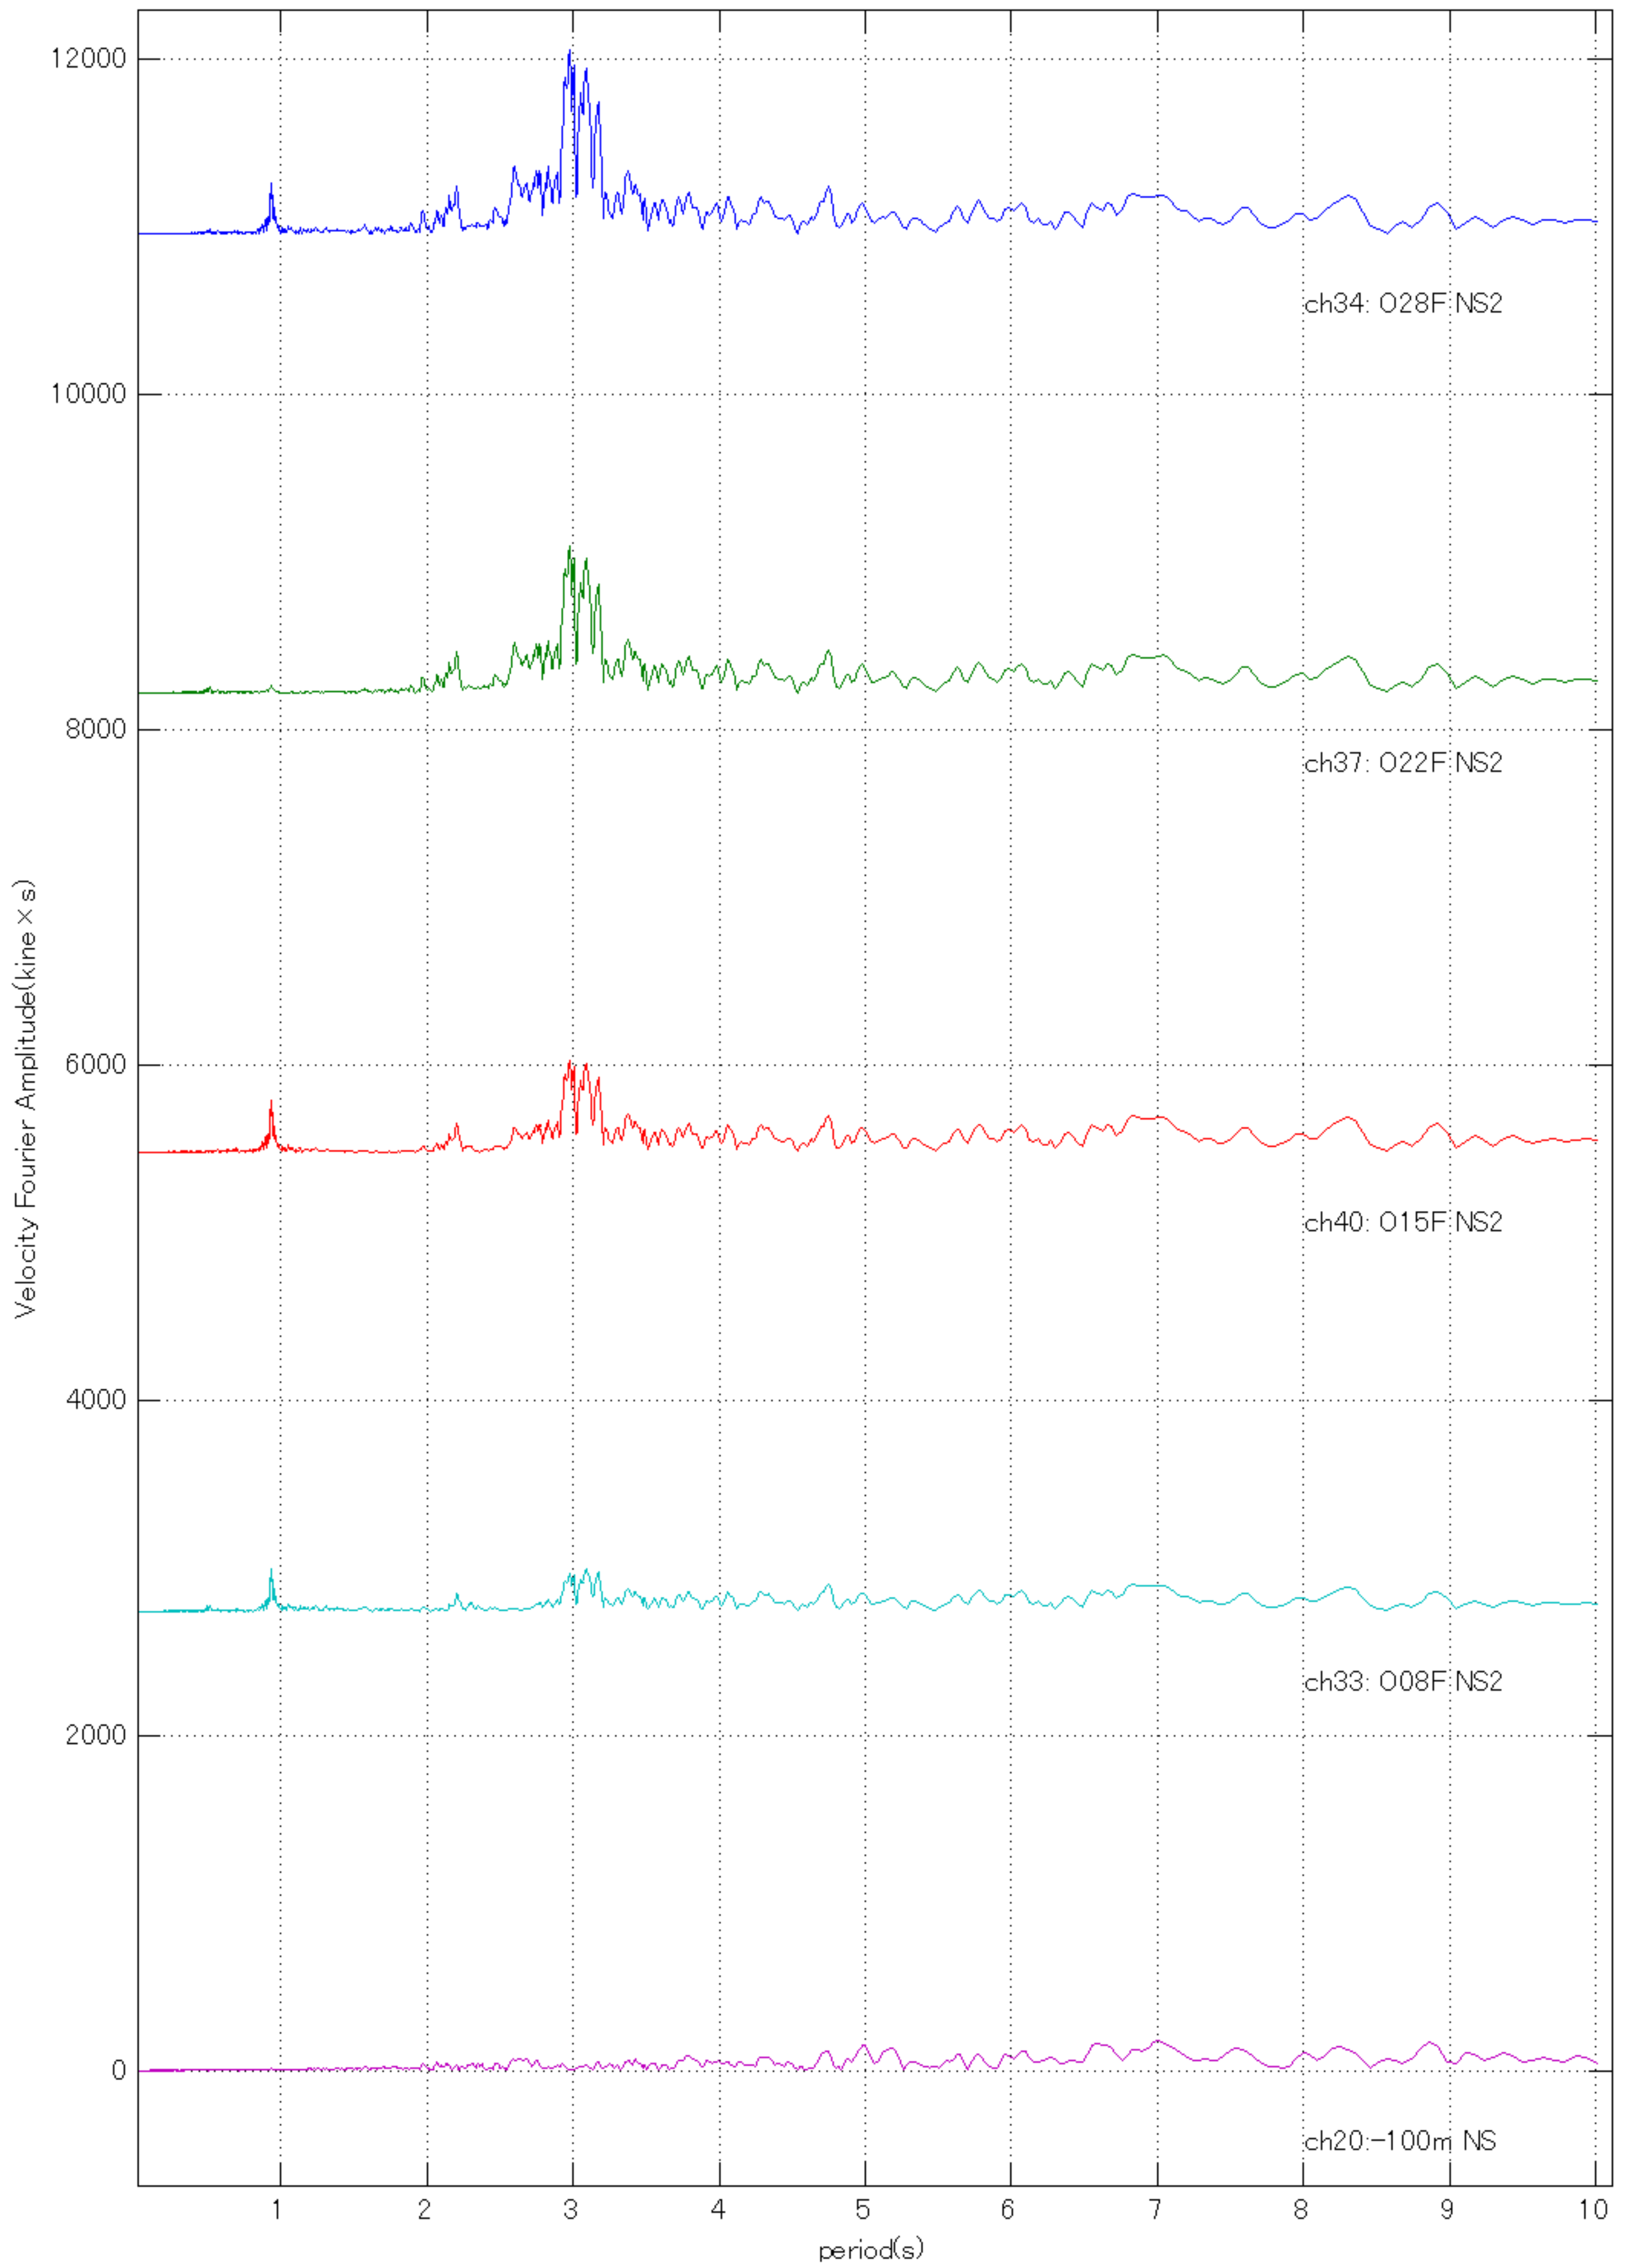 12000
ch34: O28F NS2
10000
ch37: O22F NS2
8000
Velocity Fourier Amplitude(kine×s)
6000
ch40: O15F NS2
4000
ch33: O08F NS2
2000
0
ch20:-100m NS
1 2 3 4 5 6 7 8 9 10
period(s)